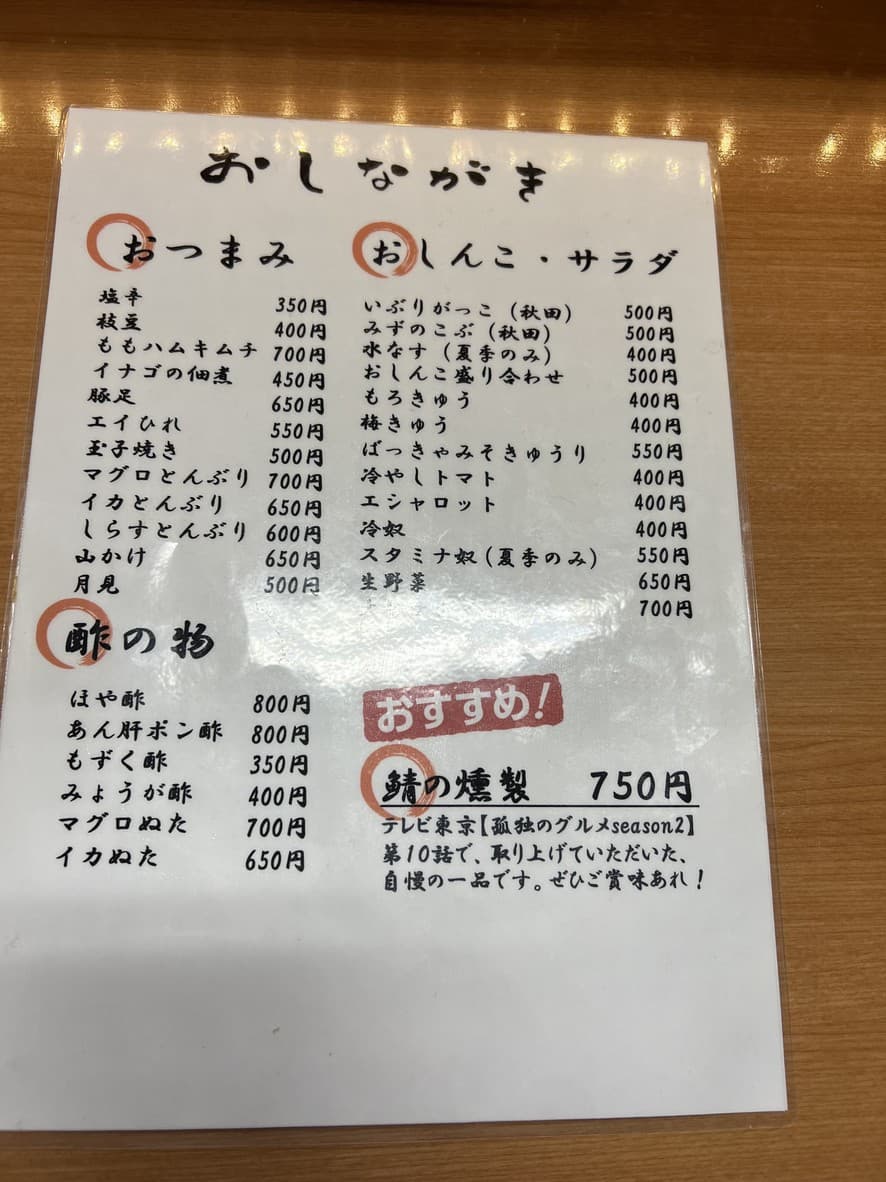 おしながき
おつまみ
塩辛 350円
枝豆 400円
ももハムキムチ 700円
イナゴの佃煮 450円
豚足 650円
エイひれ 550円
玉子焼き 500円
マグロとんぶり 700円
イカとんぶり 650円
しらすとんぶり 600円
山かけ 650円
月見 500円
酢の物
ほや酢 800円
あん肝ポン酢 800円
もずく酢 350円
みょうが酢 400円
マグロぬた 700円
イカぬた 650円
おしんこ・サラダ
いぶりがっこ(秋田) 500円
みずのこぶ(秋田) 500円
水なす(夏季のみ) 400円
おしんこ盛り合わせ 500円
もろきゅう 400円
梅きゅう 400円
ばっきゃみそきゅうり 550円
冷やしトマト 400円
エシャロット 400円
冷奴 400円
スタミナ奴(夏季のみ) 550円
生野菜 650円
700円
おすすめ!
鯖の燻製 750円
テレビ東京【孤独のグルメseason2】
第10話で、取り上げていただいた、
自慢の一品です。ぜひご賞味あれ!